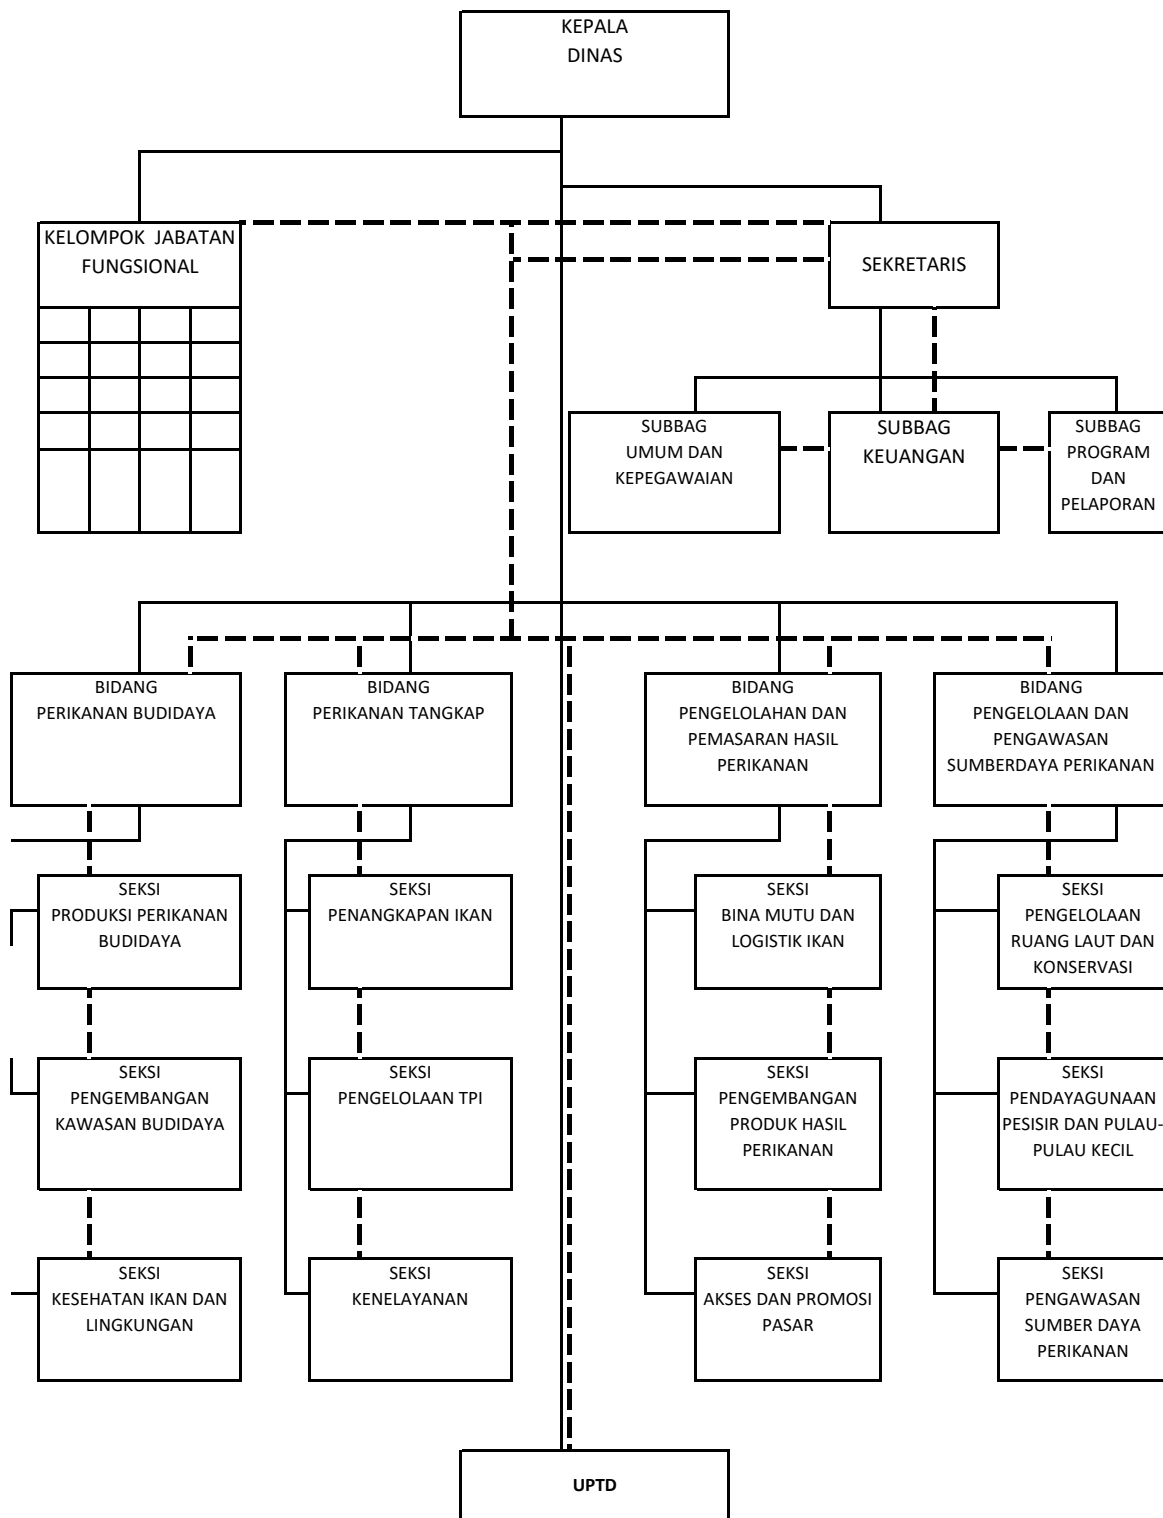 KEPALA
DINAS
KELOMPOK JABATAN
FUNGSIONAL
SEKRETARIS
SUBBAG
UMUM DAN
KEPEGAWAIAN
SUBBAG
KEUANGAN
SUBBAG
PROGRAM
DAN
PELAPORAN
BIDANG
PERIKANAN BUDIDAYA
BIDANG
PERIKANAN TANGKAP
BIDANG
PENGELOLAHAN DAN
PEMASARAN HASIL
PERIKANAN
BIDANG
PENGELOLAAN DAN
PENGAWASAN
SUMBERDAYA PERIKANAN
SEKSI
PRODUKSI PERIKANAN
BUDIDAYA
SEKSI
PENANGKAPAN IKAN
SEKSI
BINA MUTU DAN
LOGISTIK IKAN
SEKSI
PENGELOLAAN
RUANG LAUT DAN
KONSERVASI
SEKSI
PENGEMBANGAN
KAWASAN BUDIDAYA
SEKSI
PENGELOLAAN TPI
SEKSI
PENGEMBANGAN
PRODUK HASIL
PERIKANAN
SEKSI
PENDAYAGUNAAN
PESISIR DAN PULAU-
PULAU KECIL
SEKSI
KESEHATAN IKAN DAN
LINGKUNGAN
SEKSI
KENELAYANAN
SEKSI
AKSES DAN PROMOSI
PASAR
SEKSI
PENGAWASAN
SUMBER DAYA
PERIKANAN
UPTD